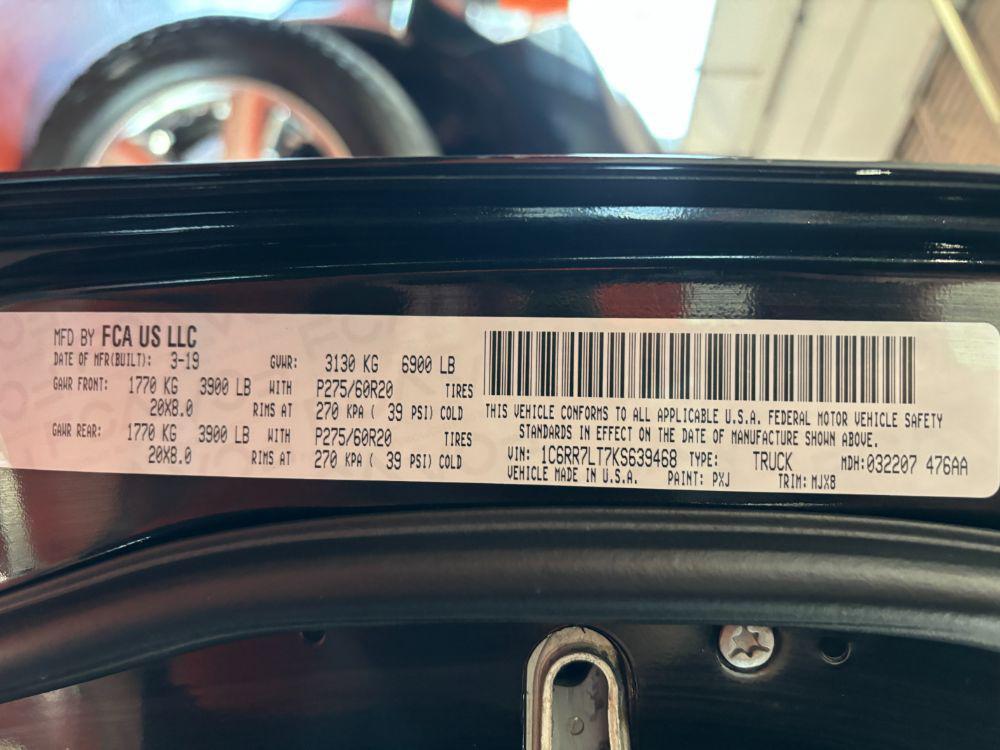 MFD BY FCA US LLC
DATE OF MFR(BUILT): 3-19 GVWR: 3130 KG 6900 LB
GAWR FRONT: 1770 KG 3900 LB WITH P275/60R20 TIRES
20X8.0 RIMS AT 270 KPA ( 39 PSI) COLD
GAWR REAR: 1770 KG 3900 LB WITH P275/60R20 TIRES
20X8.0 RIMS AT 270 KPA ( 39 PSI) COLD
THIS VEHICLE CONFORMS TO ALL APPLICABLE U.S.A. FEDERAL MOTOR VEHICLE SAFETY
STANDARDS IN EFFECT ON THE DATE OF MANUFACTURE SHOWN ABOVE.
VIN: 1C6RR7LT7KS639468 TYPE: TRUCK MDH:032207 476AA
VEHICLE MADE IN U.S.A. PAINT: PXJ TRIM: MJX8